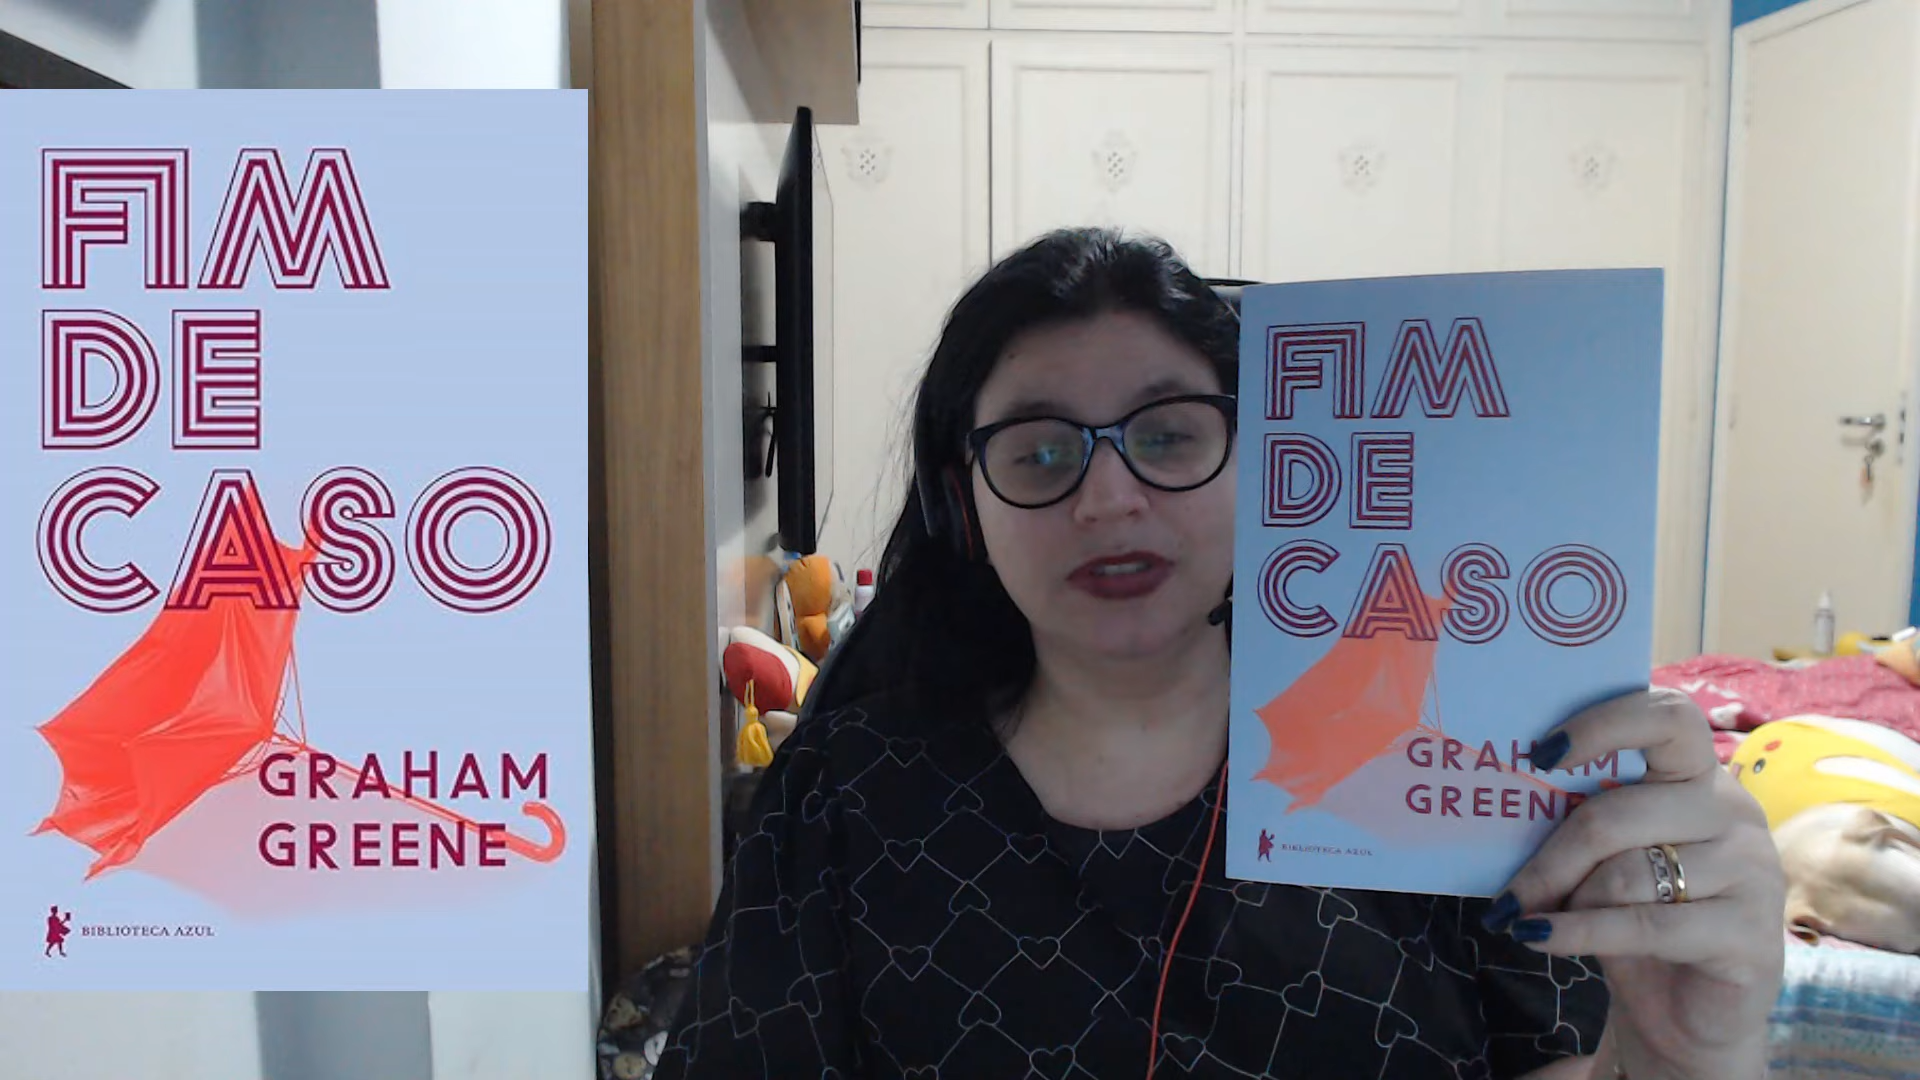 FIM
DE
CASO
GRAHAM
GREENE
BIBLIOTECA AZUL
FIM
DE
CASO
GRAHAM
GREENE
BIBLIOTECA AZUL